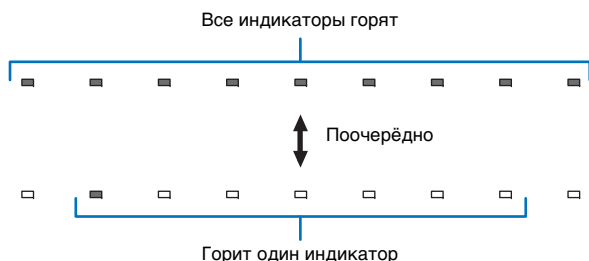 Все индикаторы горят
Поочерёдно
Горит один индикатор